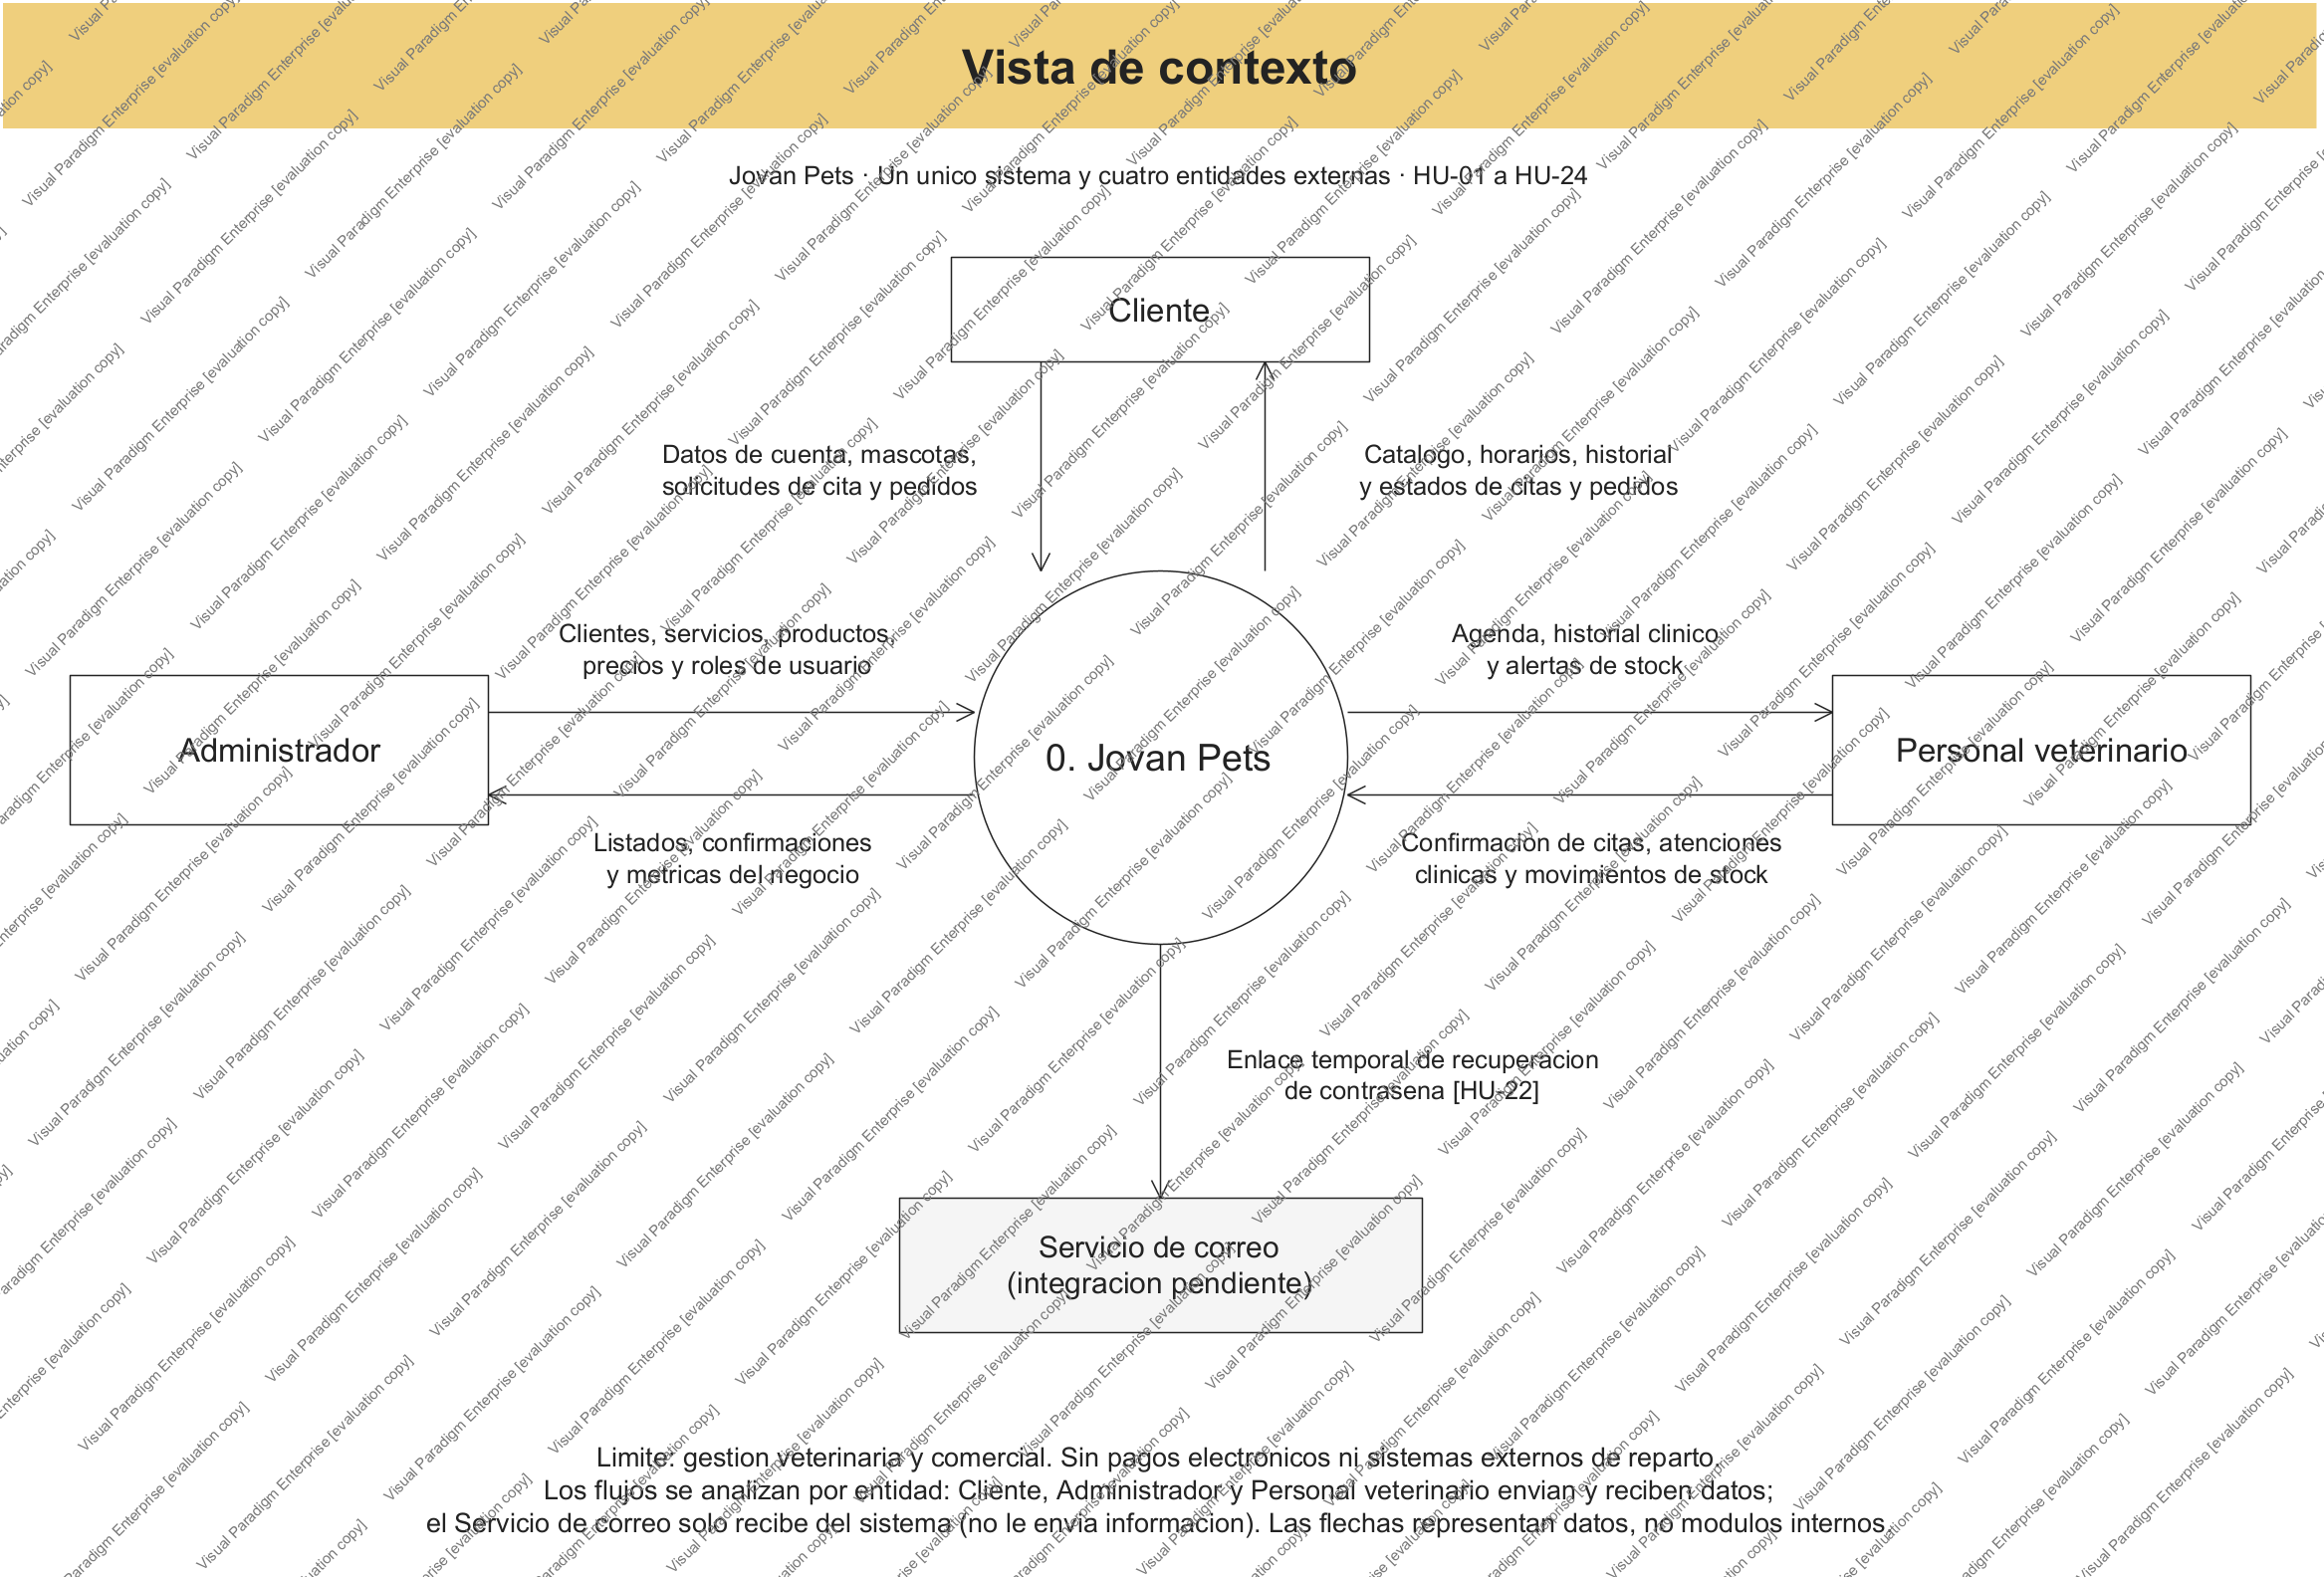 Vista de contexto
Jovan Pets · Un unico sistema y cuatro entidades externas · HU-01 a HU-24
Cliente
Datos de cuenta, mascotas,
solicitudes de cita y pedidos
Catalogo, horarios, historial
y estados de citas y pedidos
Clientes, servicios, productos,
precios y roles de usuario
Agenda, historial clinico
y alertas de stock
Administrador
0. Jovan Pets
Personal veterinario
Listados, confirmaciones
y metricas del negocio
Confirmacion de citas, atenciones
clinicas y movimientos de stock
Enlace temporal de recuperacion
de contrasena [HU-22]
Servicio de correo
(integracion pendiente)
Limite: gestion veterinaria y comercial. Sin pagos electronicos ni sistemas externos de reparto.
Los flujos se analizan por entidad: Cliente, Administrador y Personal veterinario envian y reciben datos;
el Servicio de correo solo recibe del sistema (no le envia informacion). Las flechas representan datos, no modulos internos.
Visual Paradigm Enterprise [evaluation copy]